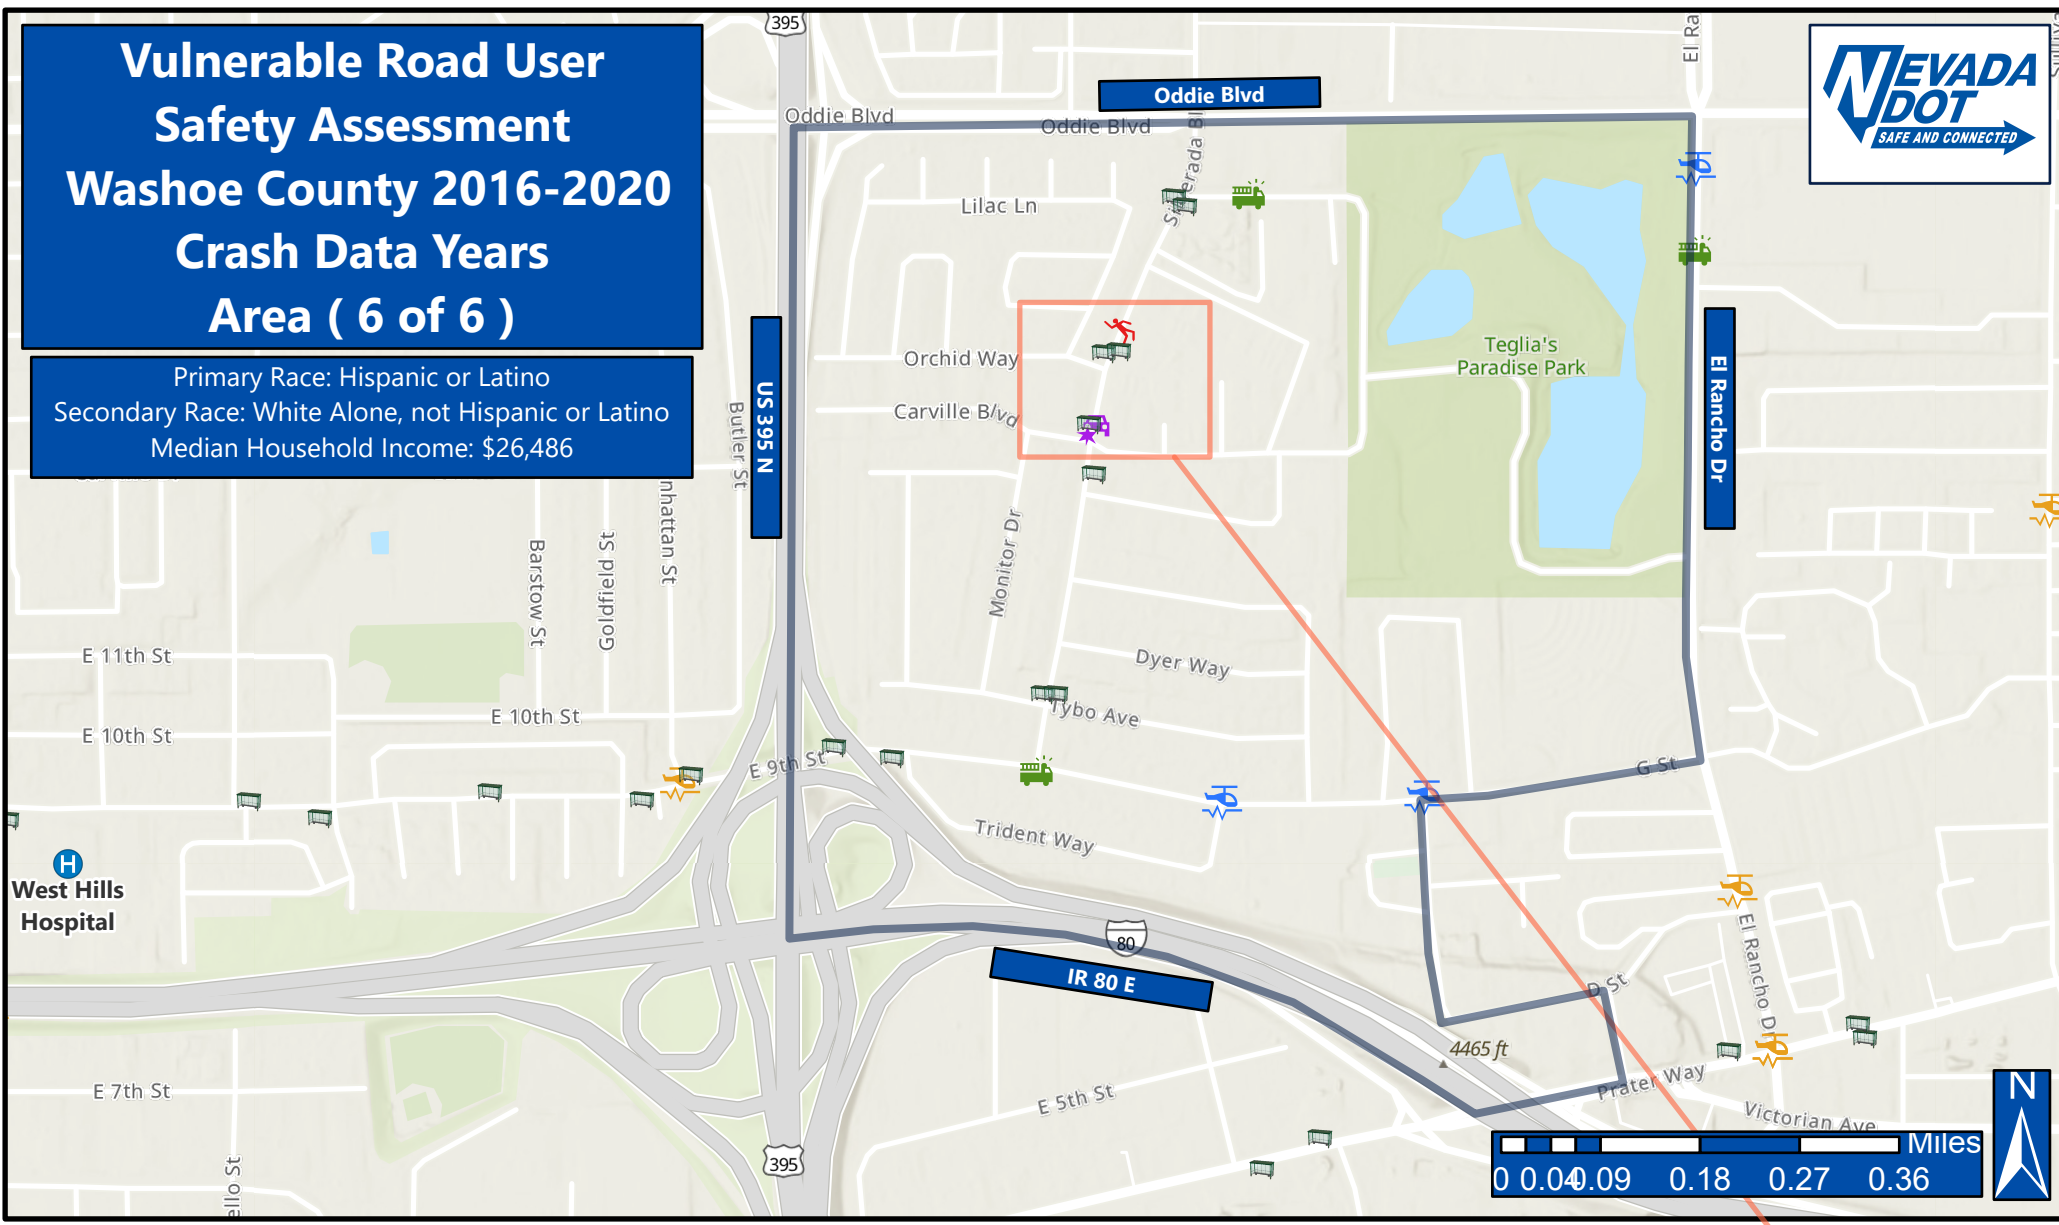 Vulnerable Road User
Safety Assessment
Washoe County 2016-2020
Crash Data Years
Area ( 6 of 6 )
Primary Race: Hispanic or Latino
Secondary Race: White Alone, not Hispanic or Latino
Median Household Income: $26,486
NEVADA
DOT
SAFE AND CONNECTED
395
El Ra
Oddie Blvd
Oddie Blvd
Oddie Blvd
Lilac Ln
Orchid Way
Carville Blvd
Teglia's
Paradise Park
US 395 N
El Rancho Dr
Butler St
nhattan St
Goldfield St
Barstow St
Monitor Dr
E 11th St
E 10th St
E 10th St
E 9th St
Dyer Way
Tybo Ave
Trident Way
G St
H
West Hills
Hospital
80
IR 80 E
El Rancho Dr
D St
4465 ft
Prater Way
Victorian Ave
E 7th St
E 5th St
ello St
395
Miles
0 0.04 0.09 0.18 0.27 0.36
N